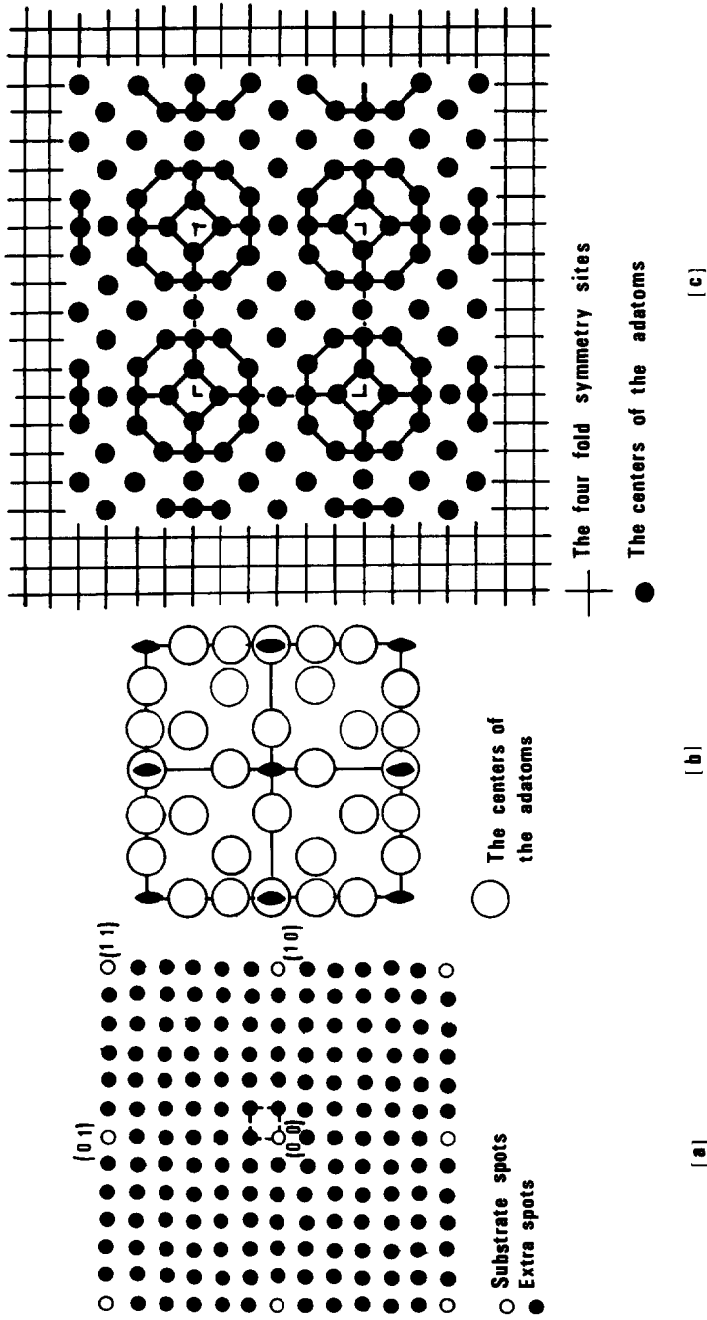 (0 1)
(1 1)
(0 0)
(1 0)
Substrate spots
Extra spots
[a]
The centers of
the adatoms
[b]
The four fold symmetry sites
The centers of the adatoms
[c]